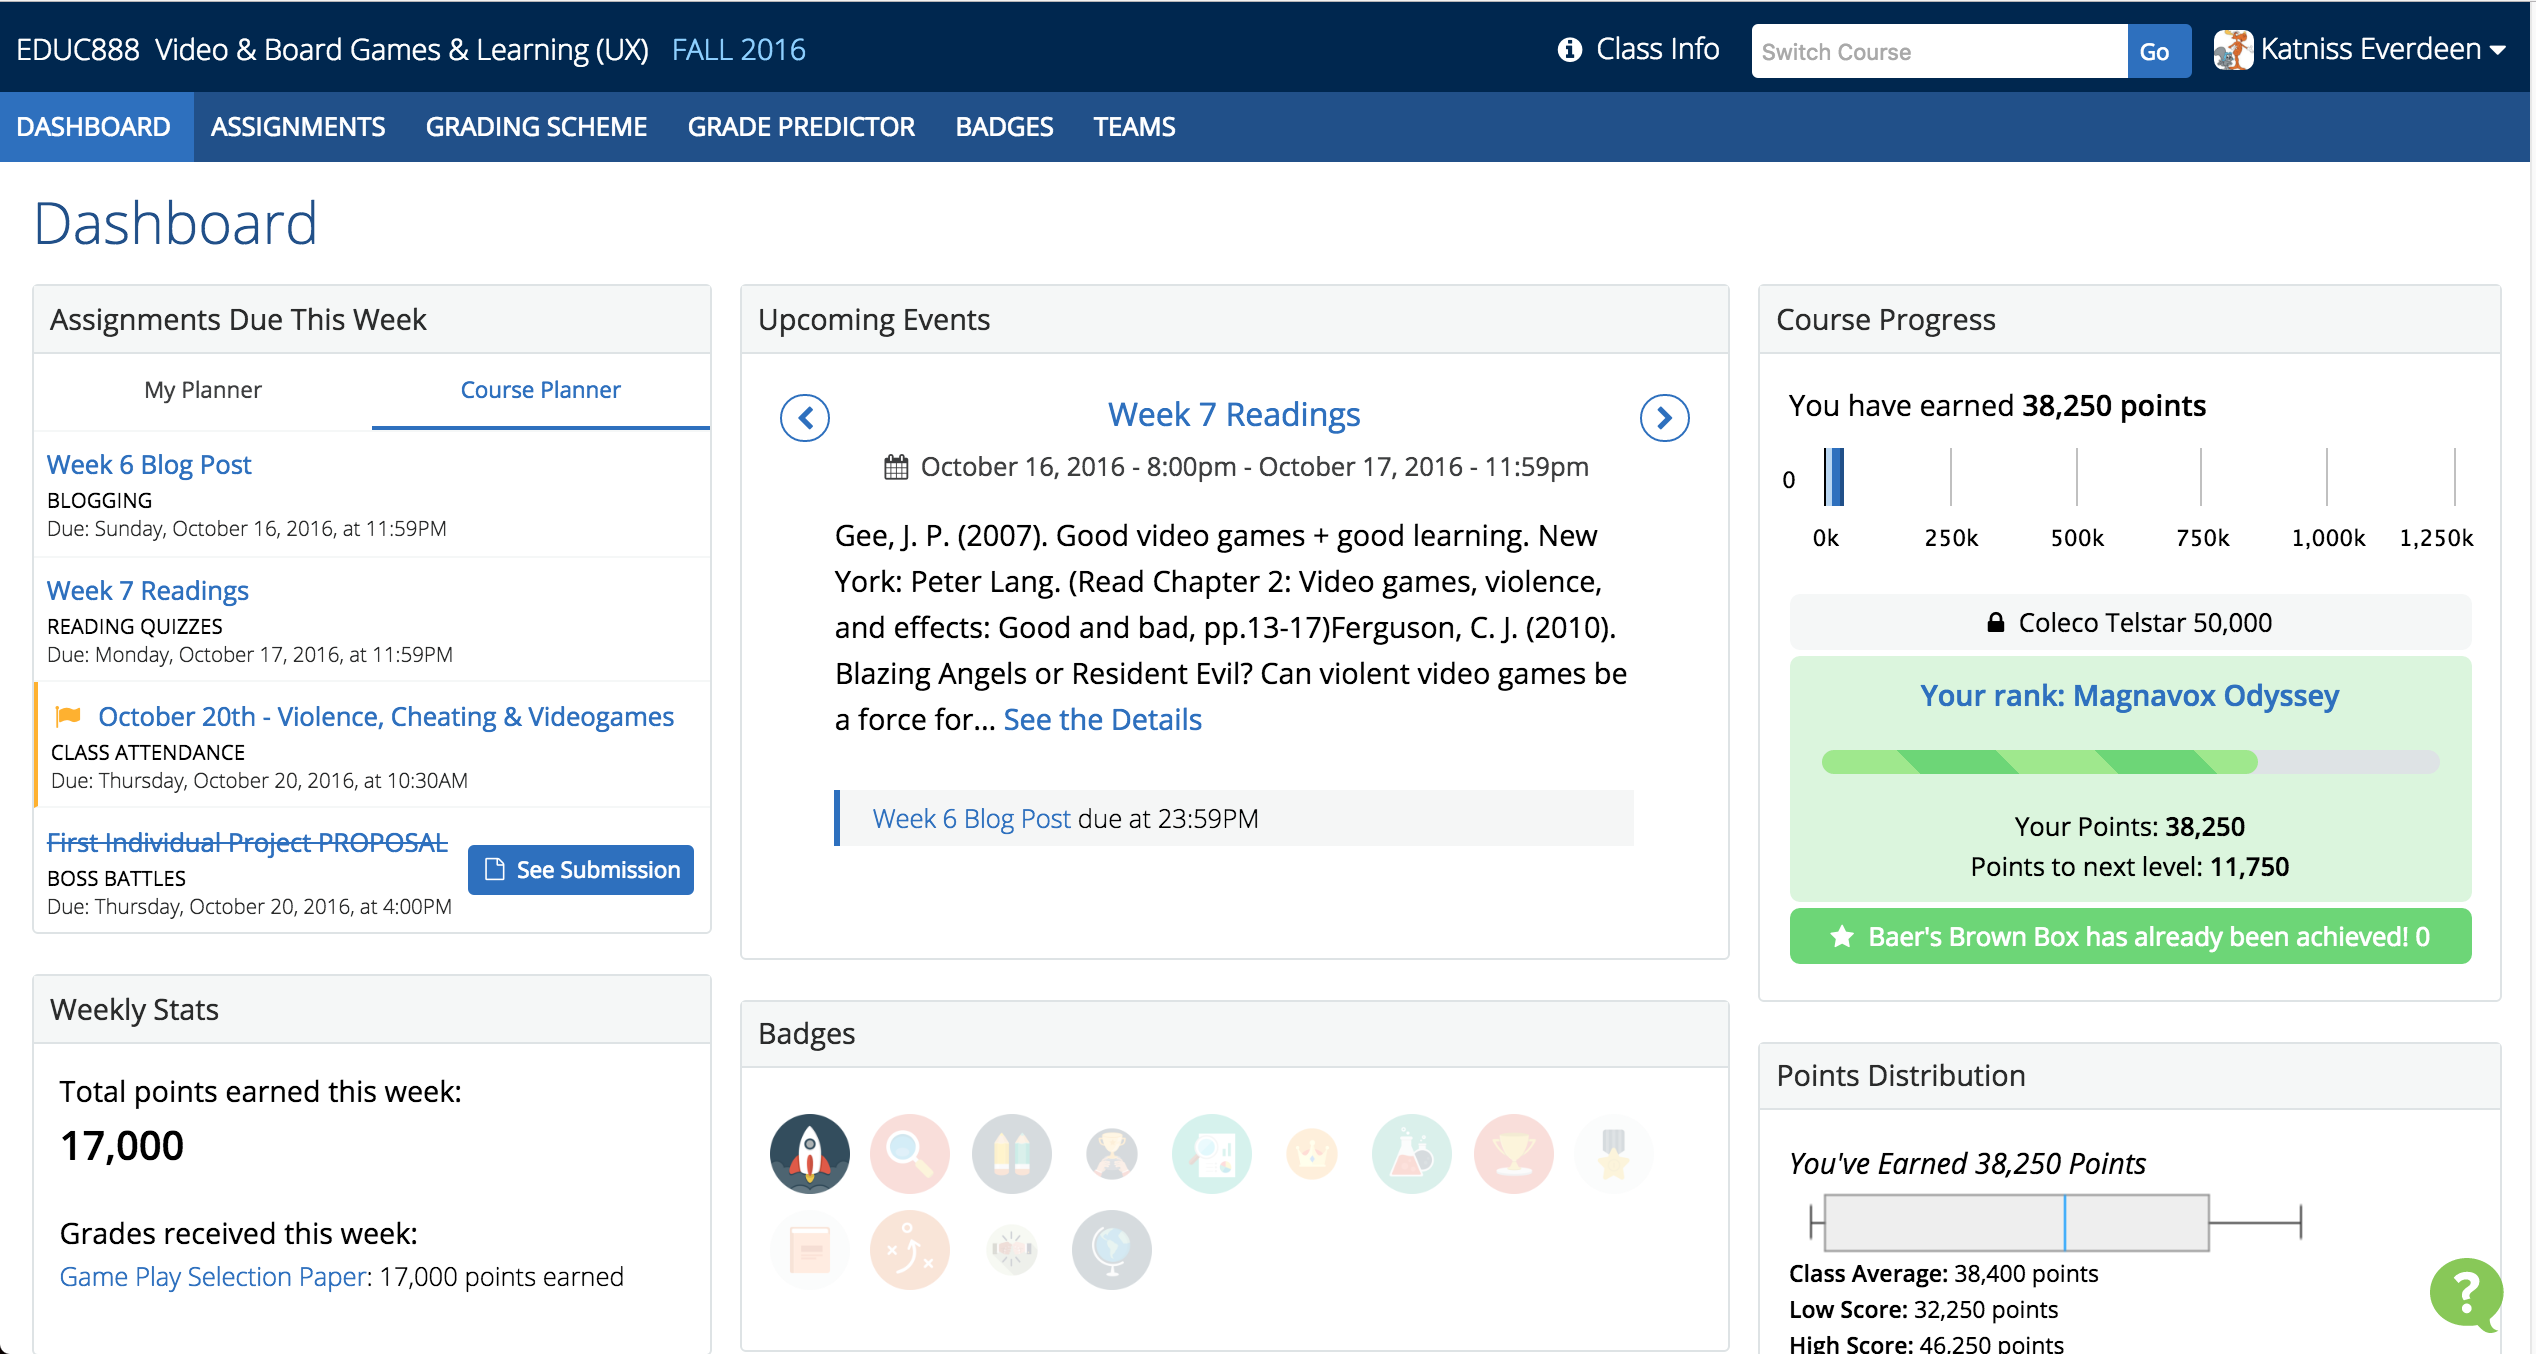 EDUC888 Video & Board Games & Learning (UX) FALL 2016
Class Info
Switch Course
Go
Katniss Everdeen
DASHBOARD
ASSIGNMENTS
GRADING SCHEME
GRADE PREDICTOR
BADGES
TEAMS
Dashboard
Assignments Due This Week
My Planner
Course Planner
Week 6 Blog Post
BLOGGING
Due: Sunday, October 16, 2016, at 11:59PM
Week 7 Readings
READING QUIZZES
Due: Monday, October 17, 2016, at 11:59PM
October 20th - Violence, Cheating & Videogames
CLASS ATTENDANCE
Due: Thursday, October 20, 2016, at 10:30AM
First Individual Project PROPOSAL
BOSS BATTLES
Due: Thursday, October 20, 2016, at 4:00PM
See Submission
Weekly Stats
Total points earned this week:
17,000
Grades received this week:
Game Play Selection Paper: 17,000 points earned
Upcoming Events
Week 7 Readings
October 16, 2016 - 8:00pm - October 17, 2016 - 11:59pm
Gee, J. P. (2007). Good video games + good learning. New
York: Peter Lang. (Read Chapter 2: Video games, violence,
and effects: Good and bad, pp.13-17)Ferguson, C. J. (2010).
Blazing Angels or Resident Evil? Can violent video games be
a force for... See the Details
Week 6 Blog Post due at 23:59PM
Badges
Course Progress
You have earned 38,250 points
0
0k 250k 500k 750k 1,000k 1,250k
Coleco Telstar 50,000
Your rank: Magnavox Odyssey
Your Points: 38,250
Points to next level: 11,750
Baer's Brown Box has already been achieved! 0
Points Distribution
You've Earned 38,250 Points
Class Average: 38,400 points
Low Score: 32,250 points
High Score: 46,250 points
?